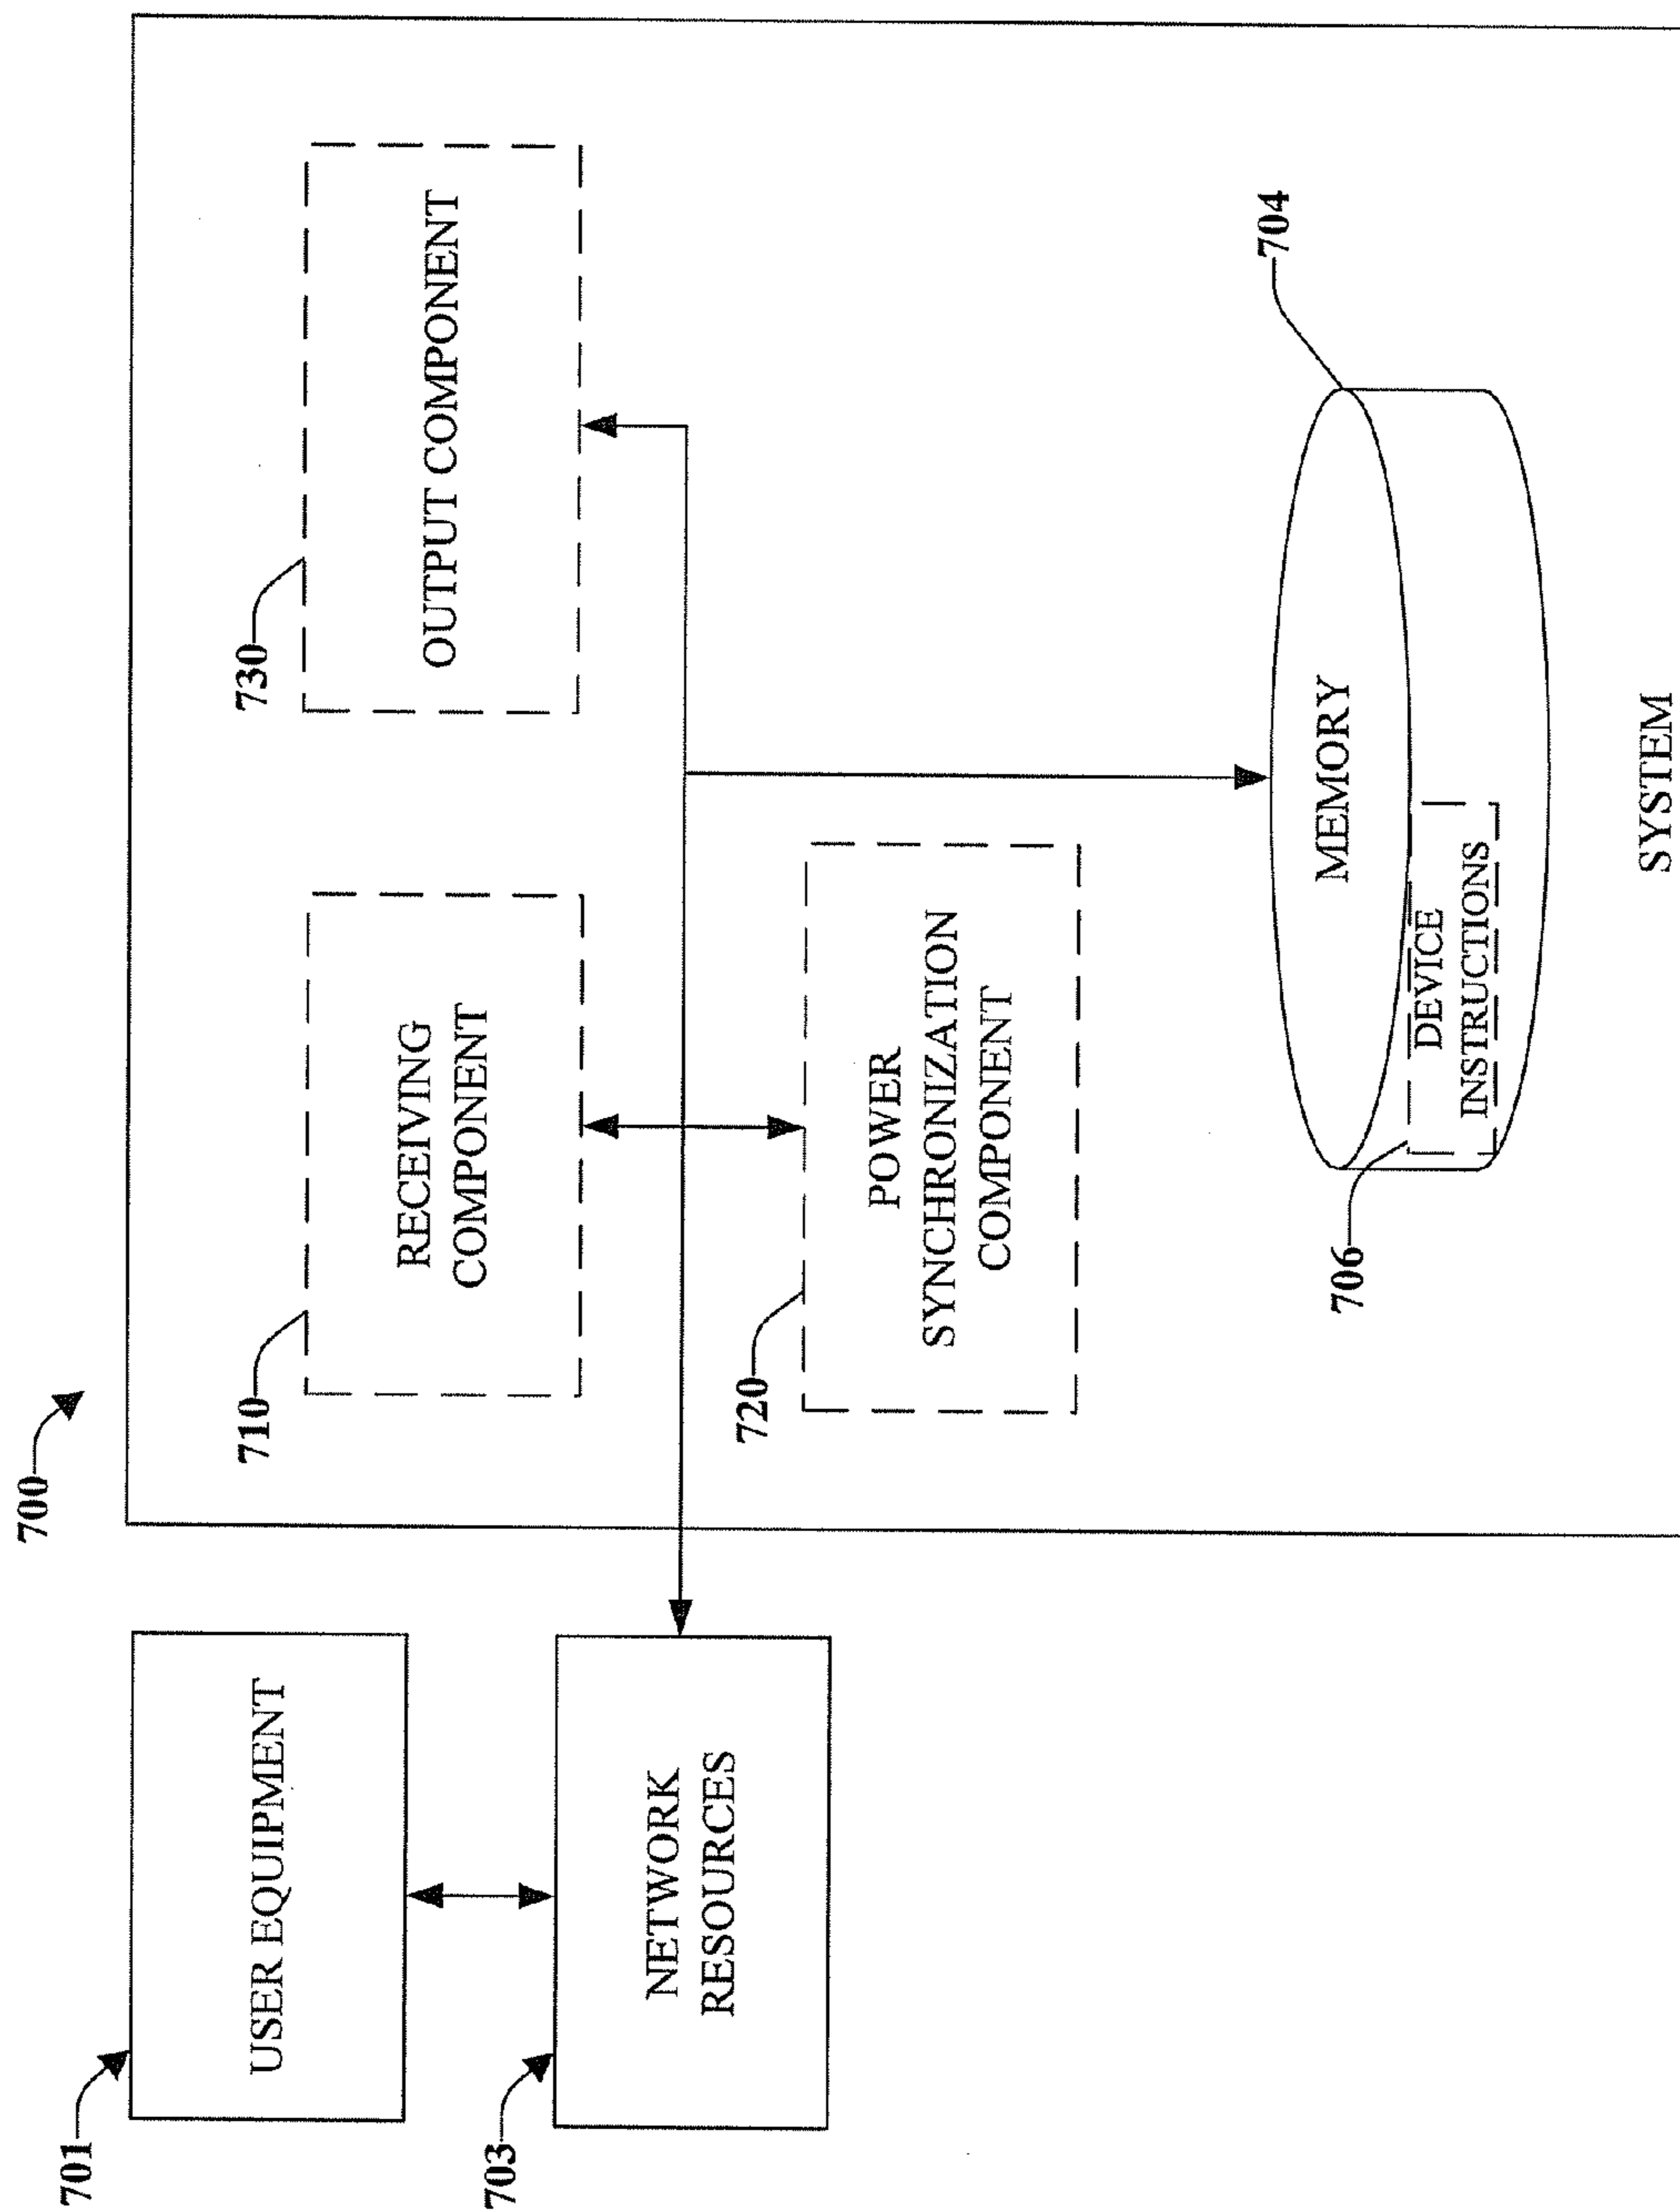 700
701
USER EQUIPMENT
703
NETWORK
RESOURCES
710
RECEIVING
COMPONENT
730
OUTPUT COMPONENT
720
POWER
SYNCHRONIZATION
COMPONENT
704
MEMORY
706
DEVICE
INSTRUCTIONS
SYSTEM